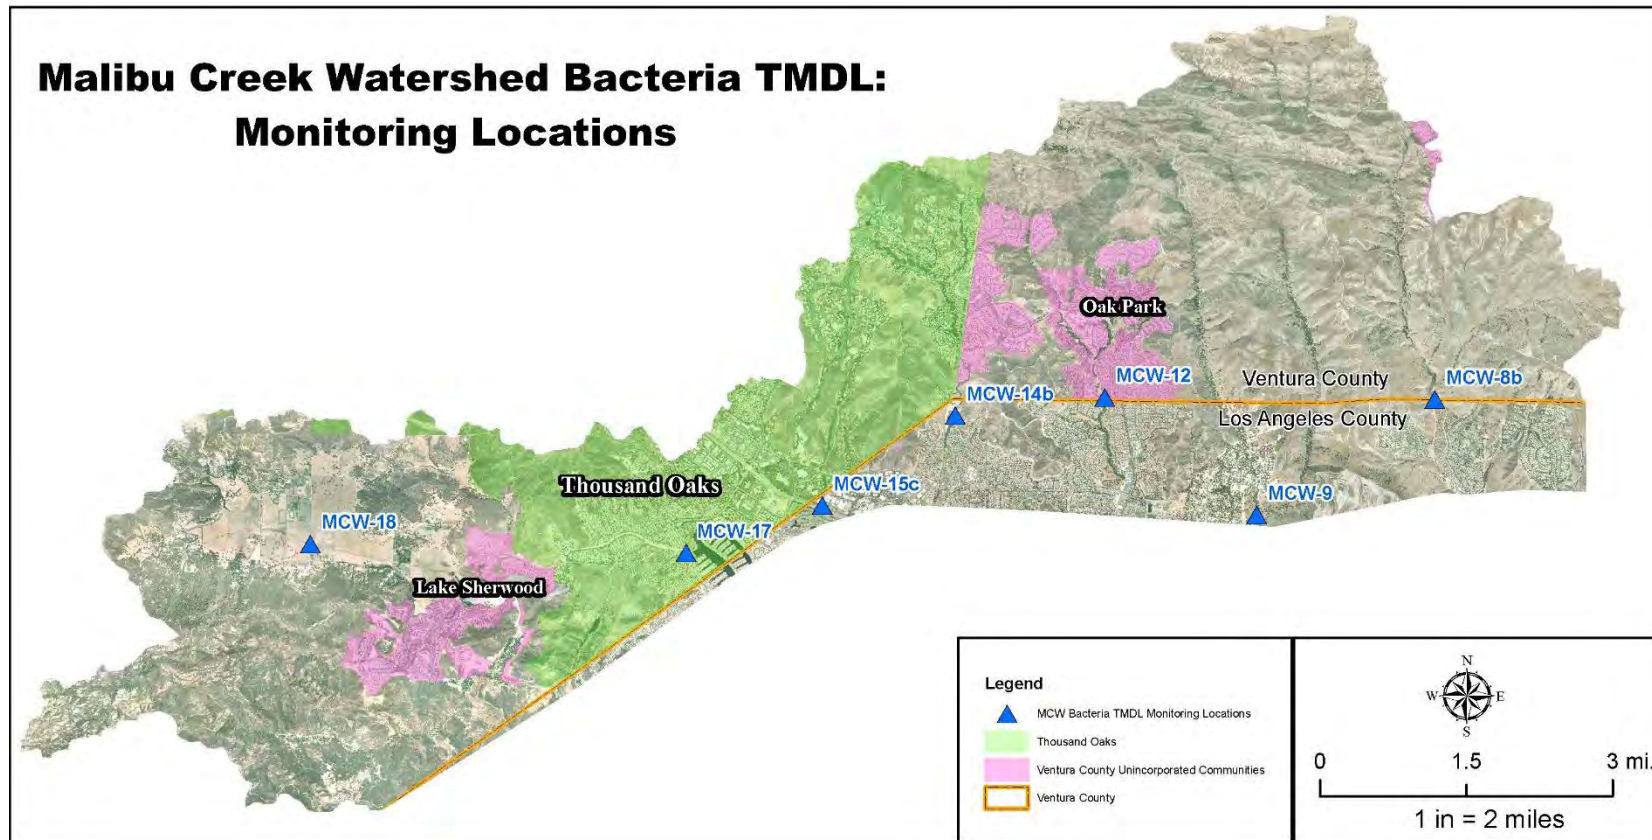 Malibu Creek Watershed Bacteria TMDL:
Monitoring Locations
Oak Park
MCW-12
Ventura County
MCW-8b
MCW-14b
Los Angeles County
Thousand Oaks
MCW-15c
MCW-9
MCW-18
MCW-17
Lake Sherwood
Legend
MCW Bacteria TMDL Monitoring Locations
Thousand Oaks
Ventura County Unincorporated Communities
Ventura County
N
W E
S
0 1.5 3 mi.
1 in = 2 miles